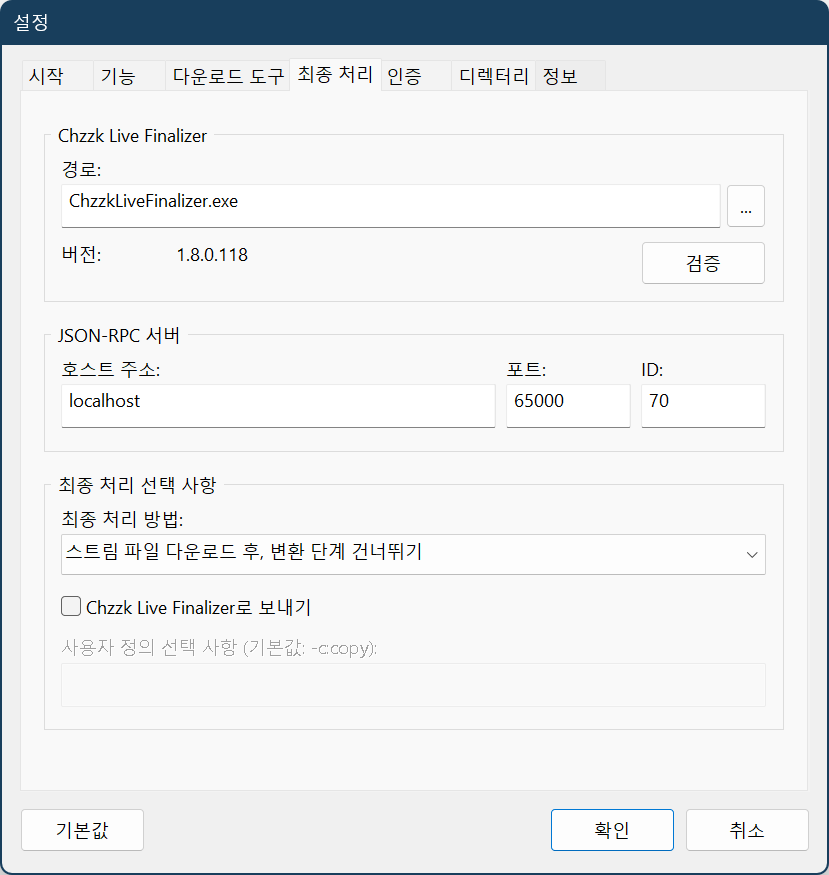 설정
시작 기능 다운로드 도구 최종 처리 인증 디렉터리 정보
Chzzk Live Finalizer
경로:
ChzzkLiveFinalizer.exe ...
버전: 1.8.0.118 검증
JSON-RPC 서버
호스트 주소: 포트: ID:
localhost 65000 70
최종 처리 선택 사항
최종 처리 방법:
스트림 파일 다운로드 후, 변환 단계 건너뛰기
Chzzk Live Finalizer로 보내기
사용자 정의 선택 사항 (기본값: -c:copy):
기본값 확인 취소